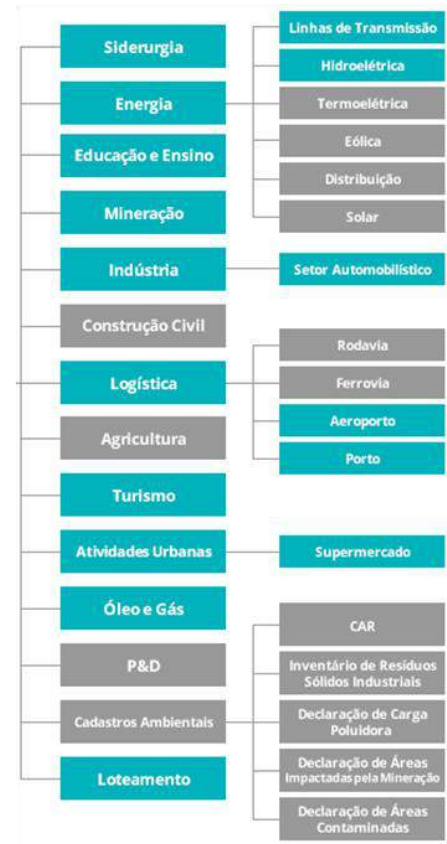 Siderurgia
Energia
Linhas de Transmissão
Hidroelétrica
Termoelétrica
Eólica
Distribuição
Solar
Educação e Ensino
Mineração
Indústria
Setor Automobilístico
Construção Civil
Logística
Rodavia
Ferrovia
Aeroporto
Porto
Agricultura
Turismo
Atividades Urbanas
Supermercado
Óleo e Gás
P&D
Cadastros Ambientais
CAR
Inventário de Resíduos
Sólidos Industriais
Declaração de Carga
Poluidora
Declaração de Áreas
Impactadas pela Mineração
Declaração de Áreas
Contaminadas
Loteamento